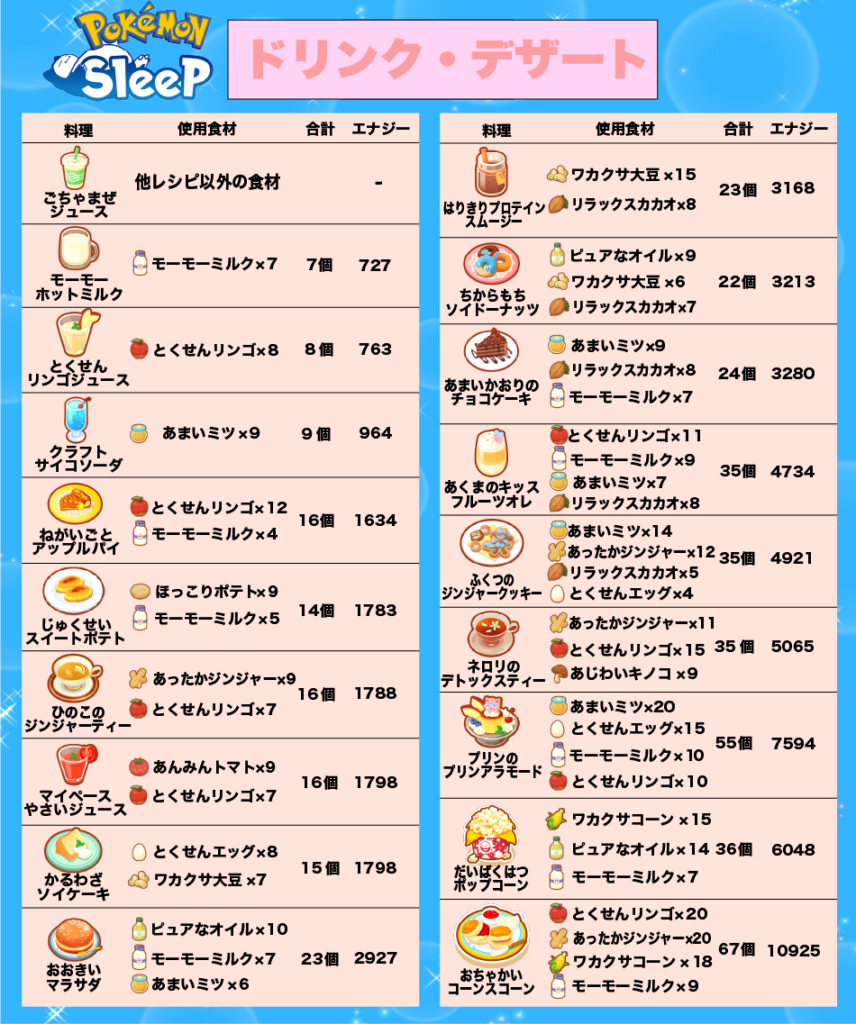 Pokémon
Sleep
ドリンク・デザート
料理 使用食材 合計 エナジー
ごちゃまぜ
ジュース
他レシピ以外の食材 -
モーモー
ホットミルク
モーモーミルク×7 7個 727
とくせん
リンゴジュース
とくせんリンゴ×8 8個 763
クラフト
サイコソーダ
あまいミツ×9 9個 964
ねがいごと
アップルパイ
とくせんリンゴ×12
モーモーミルク×4
16個 1634
じゅくせい
スイートポテト
ほっこりポテト×9
モーモーミルク×5
14個 1783
ひのこの
ジンジャーティー
あったかジンジャー×9
とくせんリンゴ×7
16個 1788
マイペース
やさいジュース
あんみんトマト×9
とくせんリンゴ×7
16個 1798
かるわざ
ソイケーキ
とくせんエッグ×8
ワカクサ大豆×7
15個 1798
おおきい
マラサダ
ピュアなオイル×10
モーモーミルク×7
あまいミツ×6
23個 2927
料理 使用食材 合計 エナジー
はりきりプロテイン
スムージー
ワカクサ大豆×15
リラックスカカオ×8
23個 3168
ちからもち
ソイドーナッツ
ピュアなオイル×9
ワカクサ大豆×6
リラックスカカオ×7
22個 3213
あまいかおりの
チョコケーキ
あまいミツ×9
リラックスカカオ×8
モーモーミルク×7
24個 3280
あくまのキッス
フルーツオレ
とくせんリンゴ×11
モーモーミルク×9
あまいミツ×7
リラックスカカオ×8
35個 4734
ふくつの
ジンジャークッキー
あまいミツ×14
あったかジンジャー×12
リラックスカカオ×5
とくせんエッグ×4
35個 4921
ネロリの
デトックスティー
あったかジンジャー×11
とくせんリンゴ×15
あじわいキノコ×9
35個 5065
プリンの
プリンアラモード
あまいミツ×20
とくせんエッグ×15
モーモーミルク×10
とくせんリンゴ×10
55個 7594
だいばくはつ
ポップコーン
ワカクサコーン×15
ピュアなオイル×14
モーモーミルク×7
36個 6048
おちゃかい
コーンスコーン
とくせんリンゴ×20
あったかジンジャー×20
ワカクサコーン×18
モーモーミルク×9
67個 10925